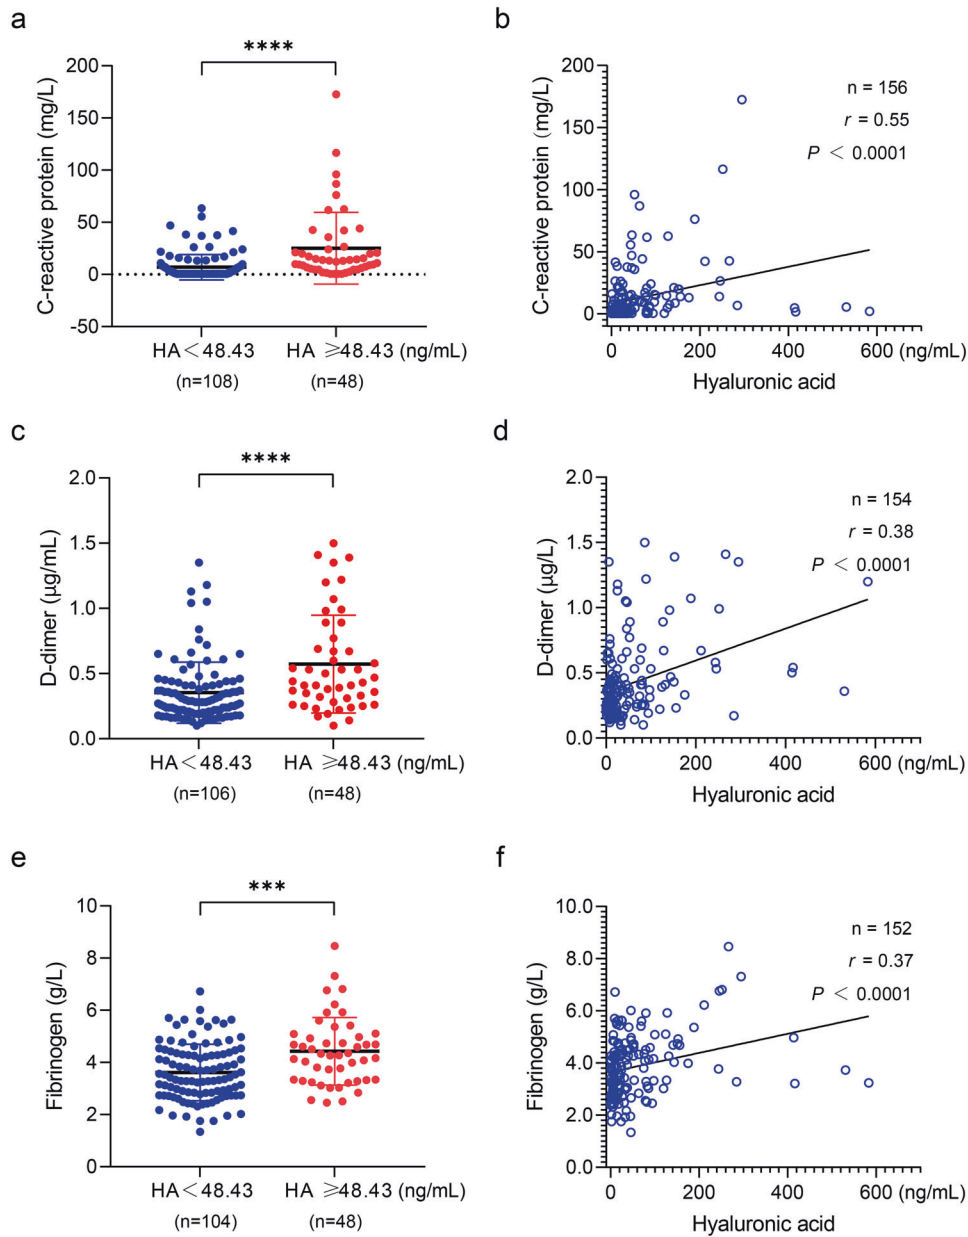 a
****
C-reactive protein (mg/L)
200
150
100
50
0
-50
HA<48.43
HA ≥48.43 (ng/mL)
(n=108)
(n=48)
b
C-reactive protein (mg/L)
200
150
100
50
0
n = 156
r = 0.55
P < 0.0001
0
200
400
600 (ng/mL)
Hyaluronic acid
c
****
D-dimer (μg/mL)
2.0
1.5
1.0
0.5
0.0
HA<48.43
HA ≥48.43 (ng/mL)
(n=106)
(n=48)
d
D-dimer (μg/L)
2.0
1.5
1.0
0.5
0.0
n = 154
r = 0.38
P < 0.0001
0
200
400
600 (ng/mL)
Hyaluronic acid
e
***
Fibrinogen (g/L)
10
8
6
4
2
0
HA<48.43
HA ≥48.43 (ng/mL)
(n=104)
(n=48)
f
Fibrinogen (g/L)
10.0
8.0
6.0
4.0
2.0
0.0
n = 152
r = 0.37
P < 0.0001
0
200
400
600 (ng/mL)
Hyaluronic acid